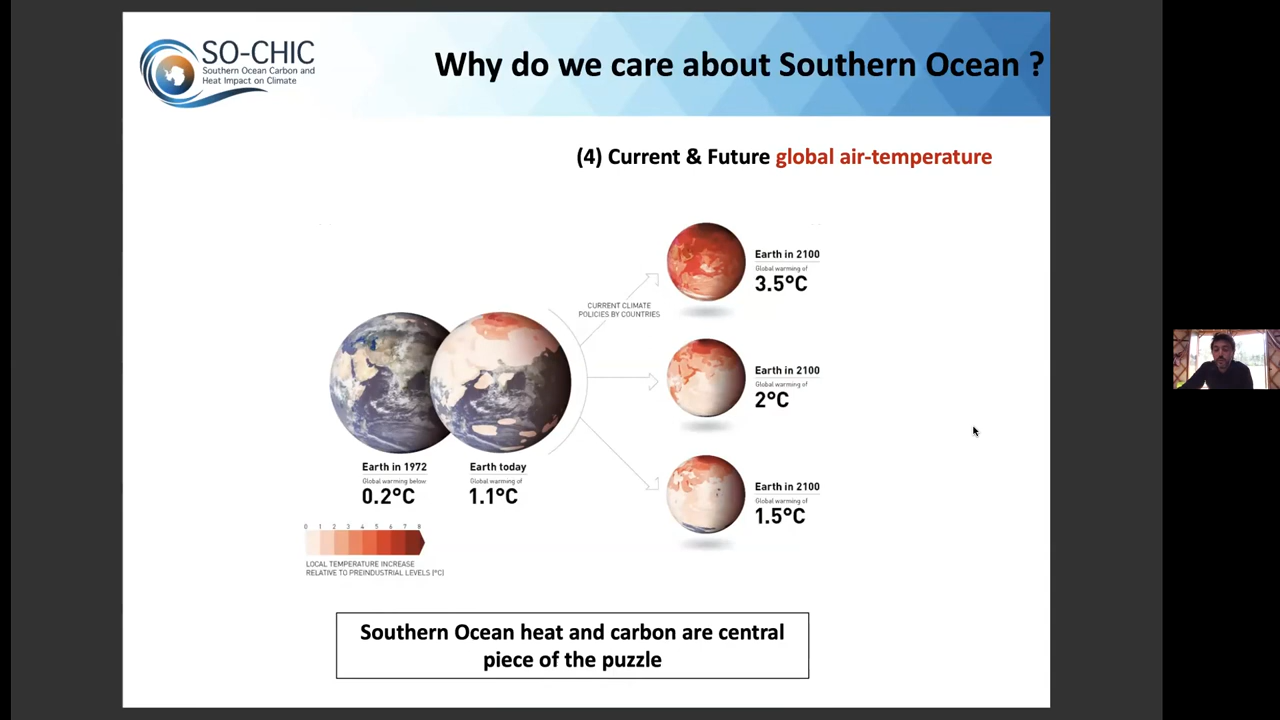 SO-CHIC
Southern Ocean Carbon and
Heat Impact on Climate
Why do we care about Southern Ocean ?
(4) Current & Future global air-temperature
Earth in 2100
Global warming of
3.5°C
CURRENT CLIMATE
POLICIES BY COUNTRIES
Earth in 2100
Global warming of
2°C
Earth in 1972
Global warming below
0.2°C
Earth today
Global warming of
1.1°C
Earth in 2100
Global warming of
1.5°C
0 1 2 3 4 5 6 7 8
LOCAL TEMPERATURE INCREASE
RELATIVE TO PREINDUSTRIAL LEVELS (°C)
Southern Ocean heat and carbon are central
piece of the puzzle